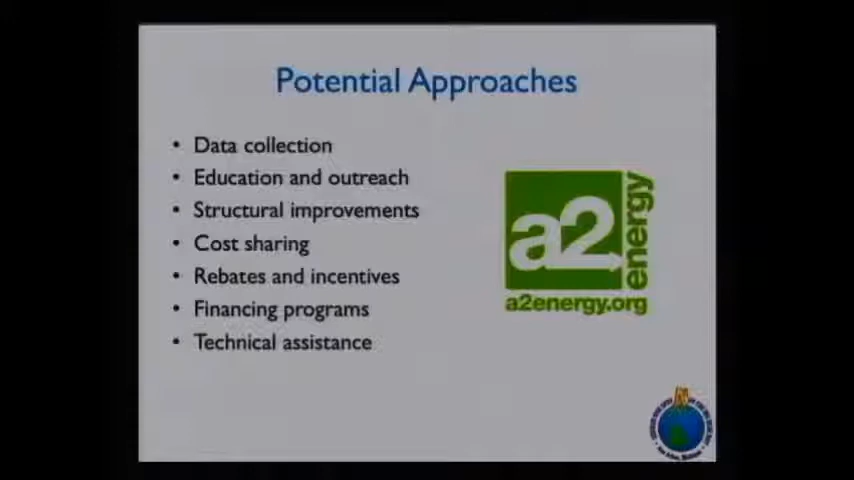 Potential Approaches
• Data collection
• Education and outreach
• Structural improvements
• Cost sharing
• Rebates and incentives
• Financing programs
• Technical assistance
a2
energy
a2energy.org